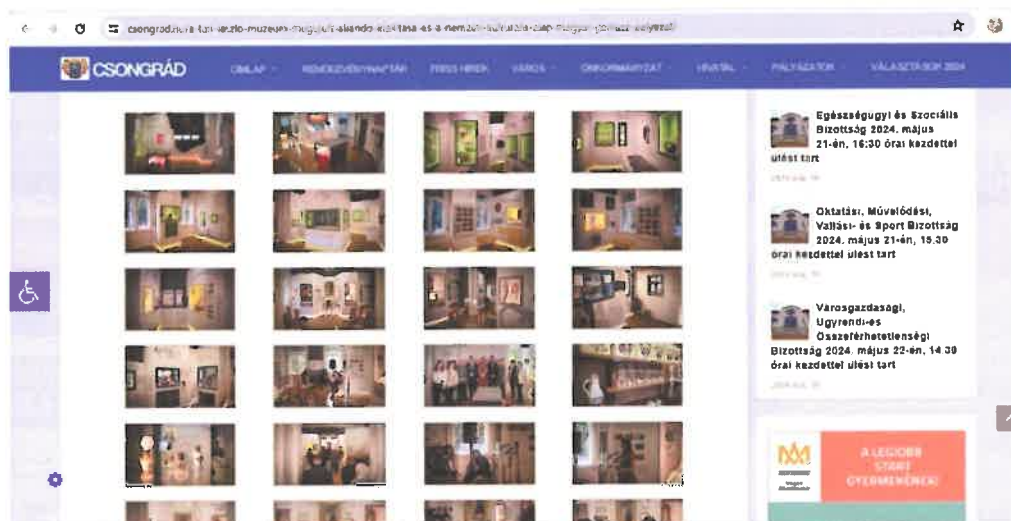 CSONGRÁD
CÍMLAP
RENDEZVÉNYNAPTÁR
FRISS HÍREK
VÁROS
ÖNKORMÁNYZAT
HIVATAL
PÁLYÁZATOK
VÁLASZTÁSOK 2024
Egészségügyi és Szociális
Bizottság 2024. május
21-én, 16:30 órai kezdettel
ülést tart
Oktatási, Művelődési,
Vallási- és Sport Bizottság
2024. május 21-én, 15.30
órai kezdettel ülést tart
Városgazdasági,
Ügyrendi-és
Összeférhetetlenségi
Bizottság 2024. május 22-én, 14.30
órai kezdettel ülést tart
A LEGJOBB
START
GYERMEKÉNEK!